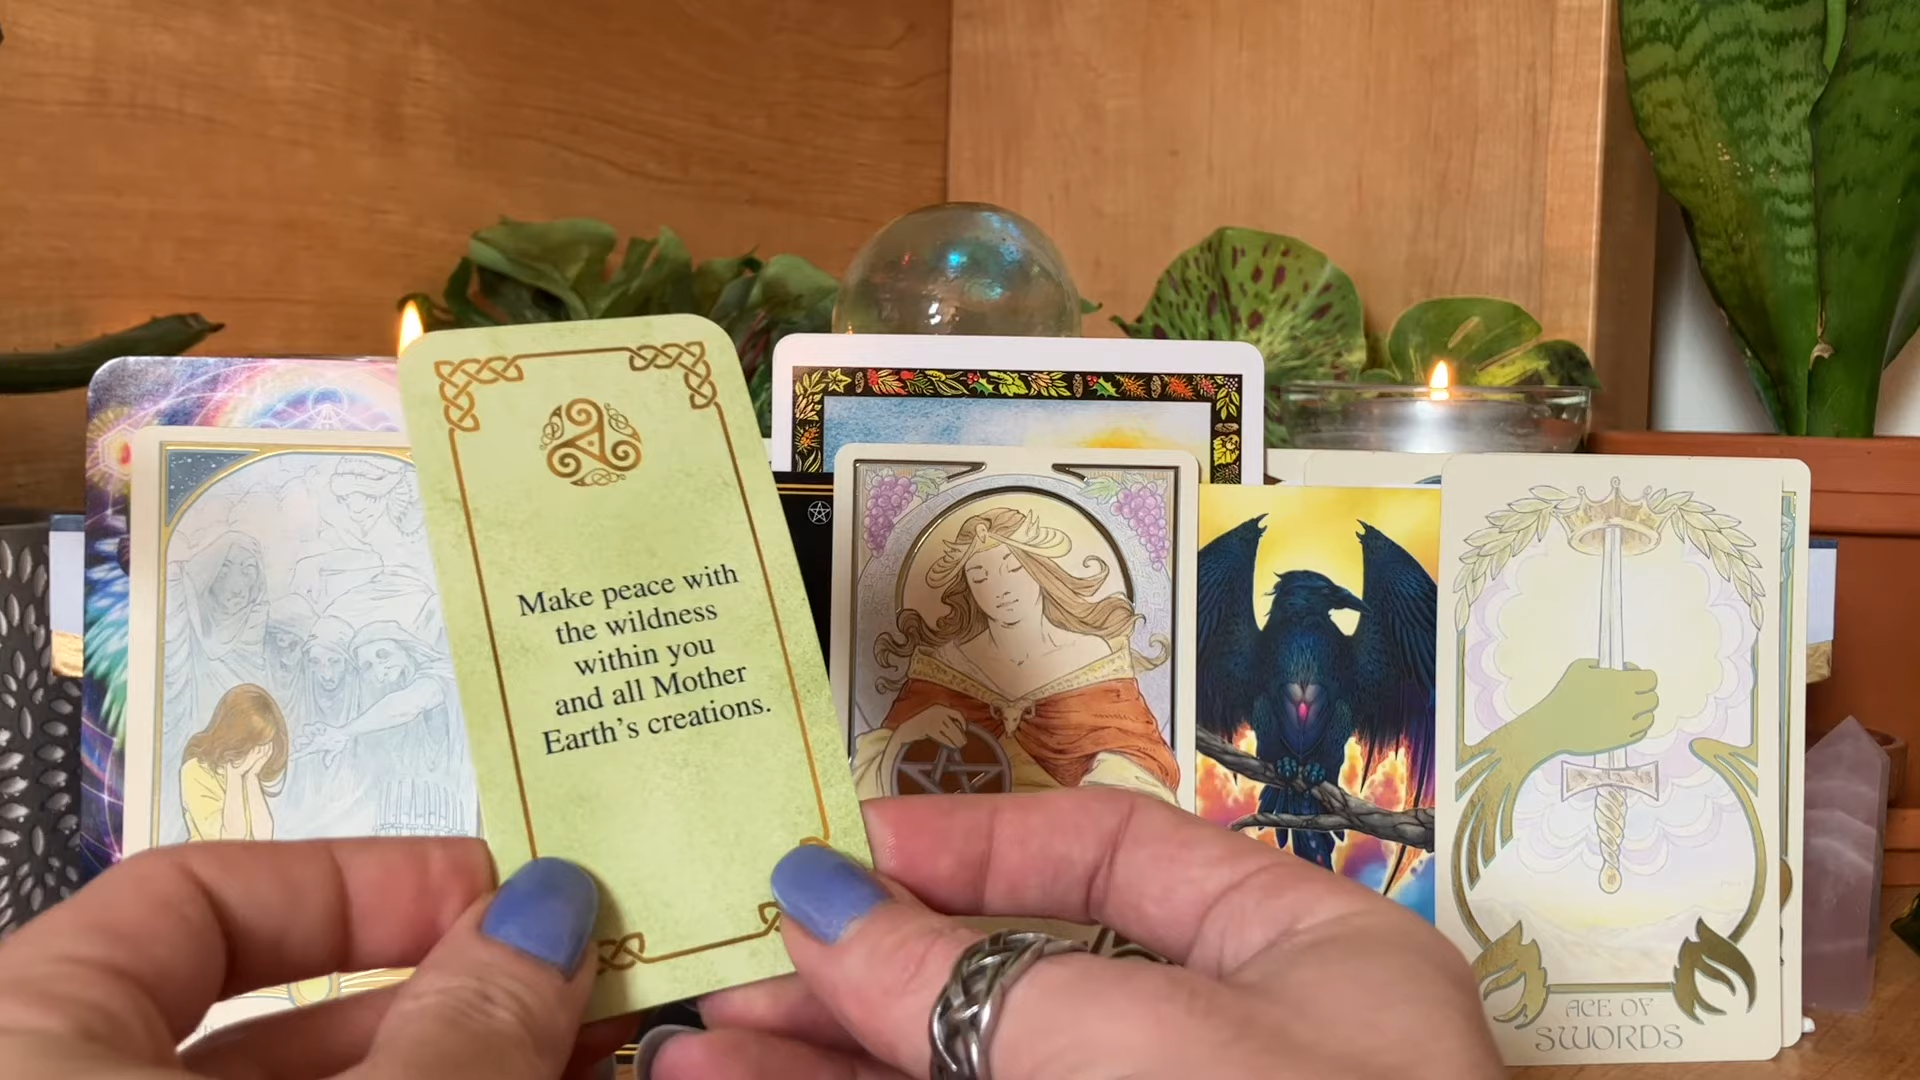 Make peace with
the wildness
within you
and all Mother
Earth's creations.
ACE OF
SWORDS